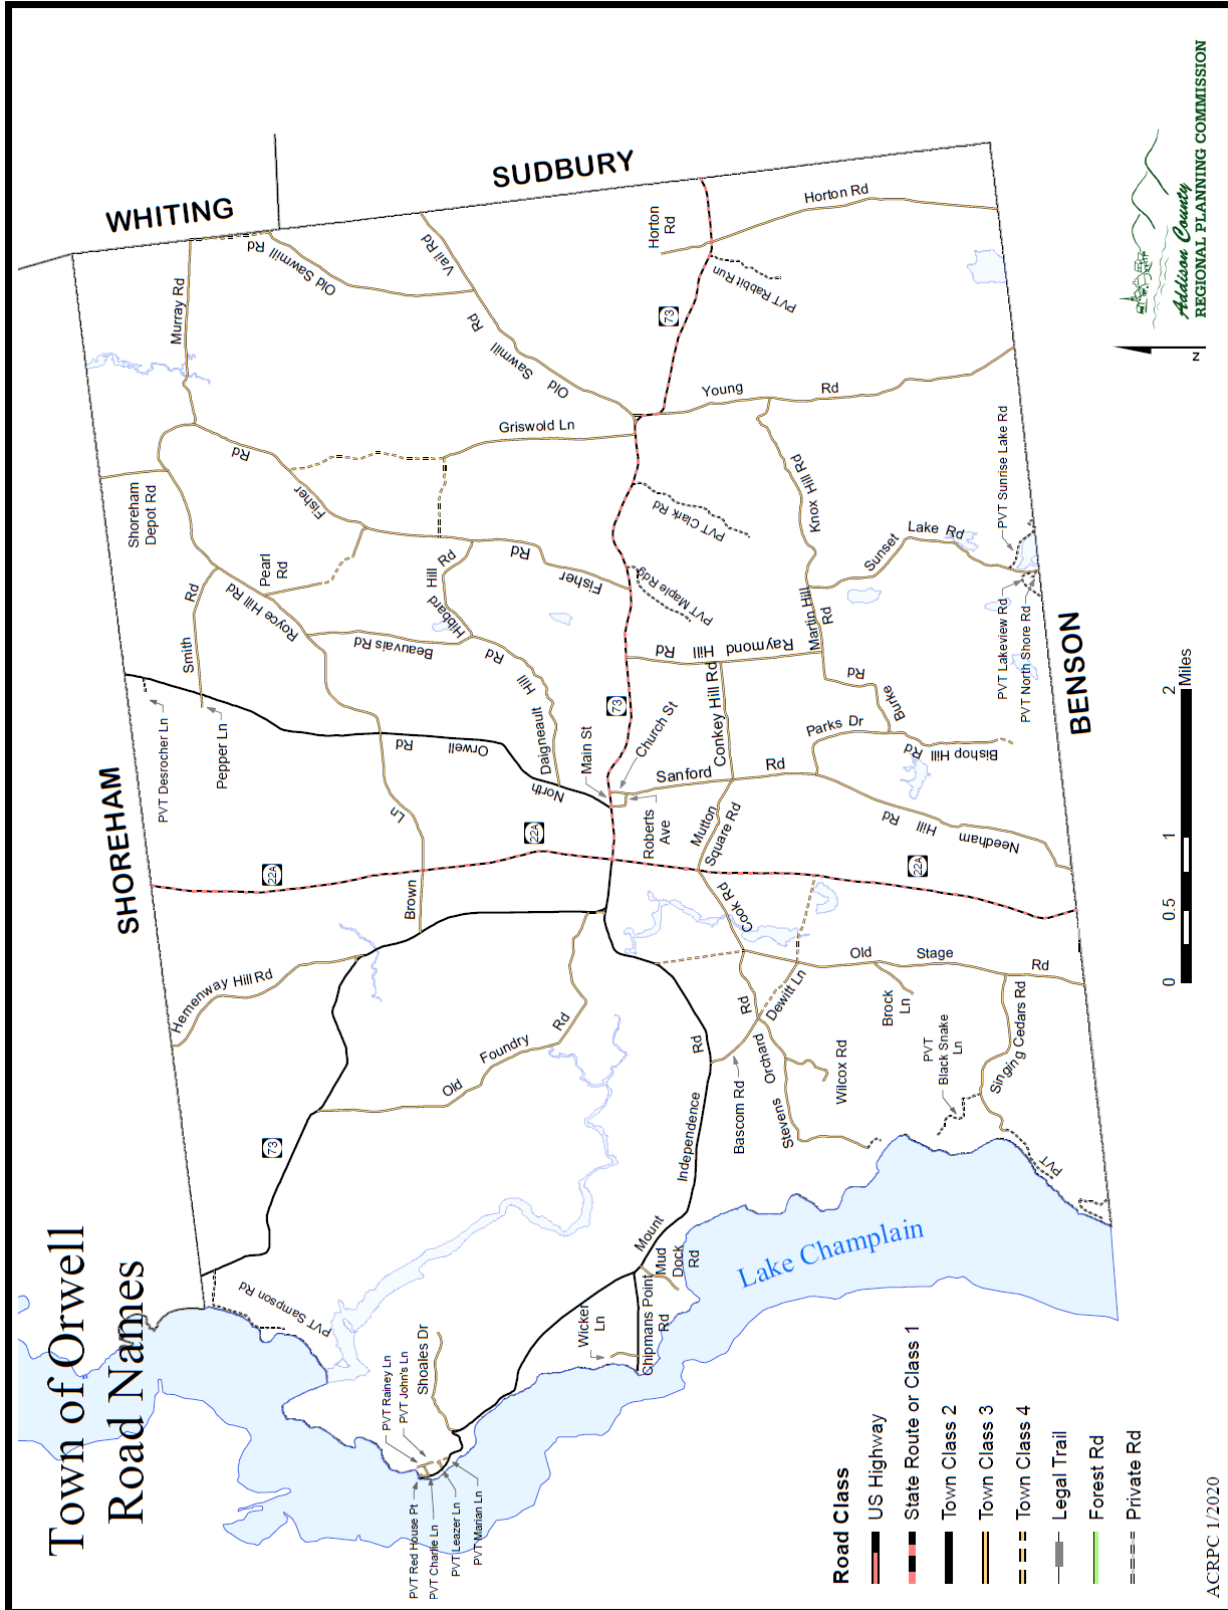 Town of Orwell
Road Names
WHITING
SUDBURY
SHOREHAM
BENSON
Lake Champlain
Murray Rd
Old Sawmill Rd
Vail Rd
Old Sawmill Rd
Horton
Rd
Horton Rd
PVT Rabbit Run
73
Young Rd
Griswold Ln
Shoreham
Depot Rd
Fisher Rd
Pearl
Rd
Smith Rd
Royce Hill Rd
Hibbard Hill Rd
Beauvais Rd
Fisher Rd
Daigneault Hill Rd
PVT Clark Rd
PVT Maple Rdg
Knox Hill Rd
Sunset Lake Rd
PVT Sunrise Lake Rd
PVT Lakeview Rd
PVT North Shore Rd
Martin Hill
Rd
Raymond Hill Rd
73
Conkey Hill Rd
Burke Rd
Parks Dr
Bishop Hill Rd
PVT Desrocher Ln
Pepper Ln
North Orwell Rd
Main St
Church St
Sanford Rd
Roberts
Ave
Mutton
Square Rd
Needham Hill Rd
22A
22A
22A
Brown Ln
Hemenway Hill Rd
Cook Rd
Old Stage Rd
Dewitt Ln
Brock
Ln
Singing Cedars Rd
PVT
Black Snake
Ln
PVT
Wilcox Rd
Stevens Orchard Rd
Bascom Rd
Old Foundry Rd
73
Mount Independence Rd
Mud
Dock
Rd
Chipmans Point
Rd
Wicker
Ln
PVT Sampson Rd
Shoales Dr
PVT John's Ln
PVT Rainey Ln
PVT Red House Pt
PVT Charlie Ln
PVT Leazer Ln
PVT Marian Ln
Road Class
US Highway
State Route or Class 1
Town Class 2
Town Class 3
Town Class 4
Legal Trail
Forest Rd
Private Rd
0 0.5 1 2
Miles
N
Addison County
REGIONAL PLANNING COMMISSION
ACRPC 1/2020